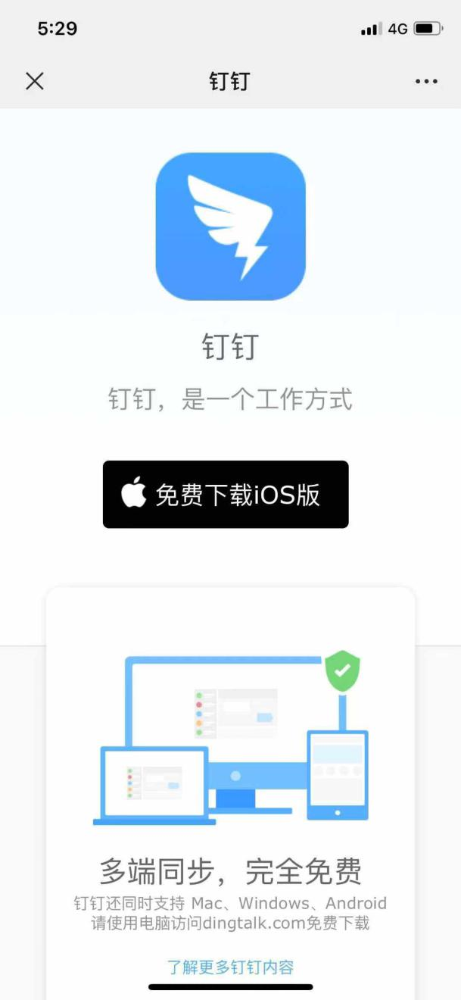 5:29
4G
钉钉
钉钉
钉钉，是一个工作方式
免费下载iOS版
多端同步，完全免费
钉钉还同时支持 Mac、Windows、Android
请使用电脑访问dingtalk.com免费下载
了解更多钉钉内容